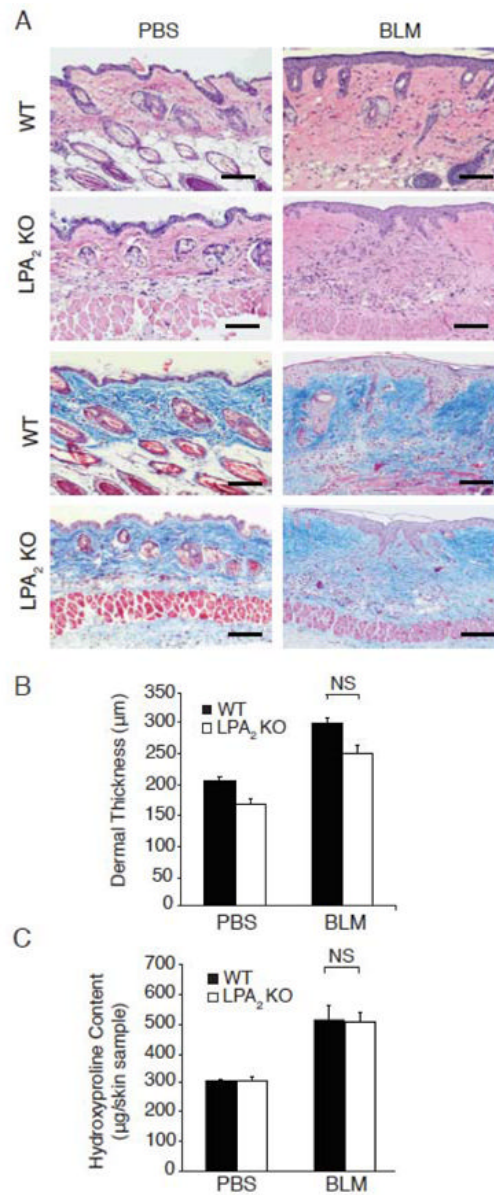 A
PBS
BLM
WT
LPA₂ KO
WT
LPA₂ KO
B
NS
WT
LPA₂ KO
Dermal Thickness (μm)
350
300
250
200
150
100
50
0
PBS
BLM
C
NS
WT
LPA₂ KO
Hydroxyproline Content
(μg/skin sample)
700
600
500
400
300
200
100
0
PBS
BLM